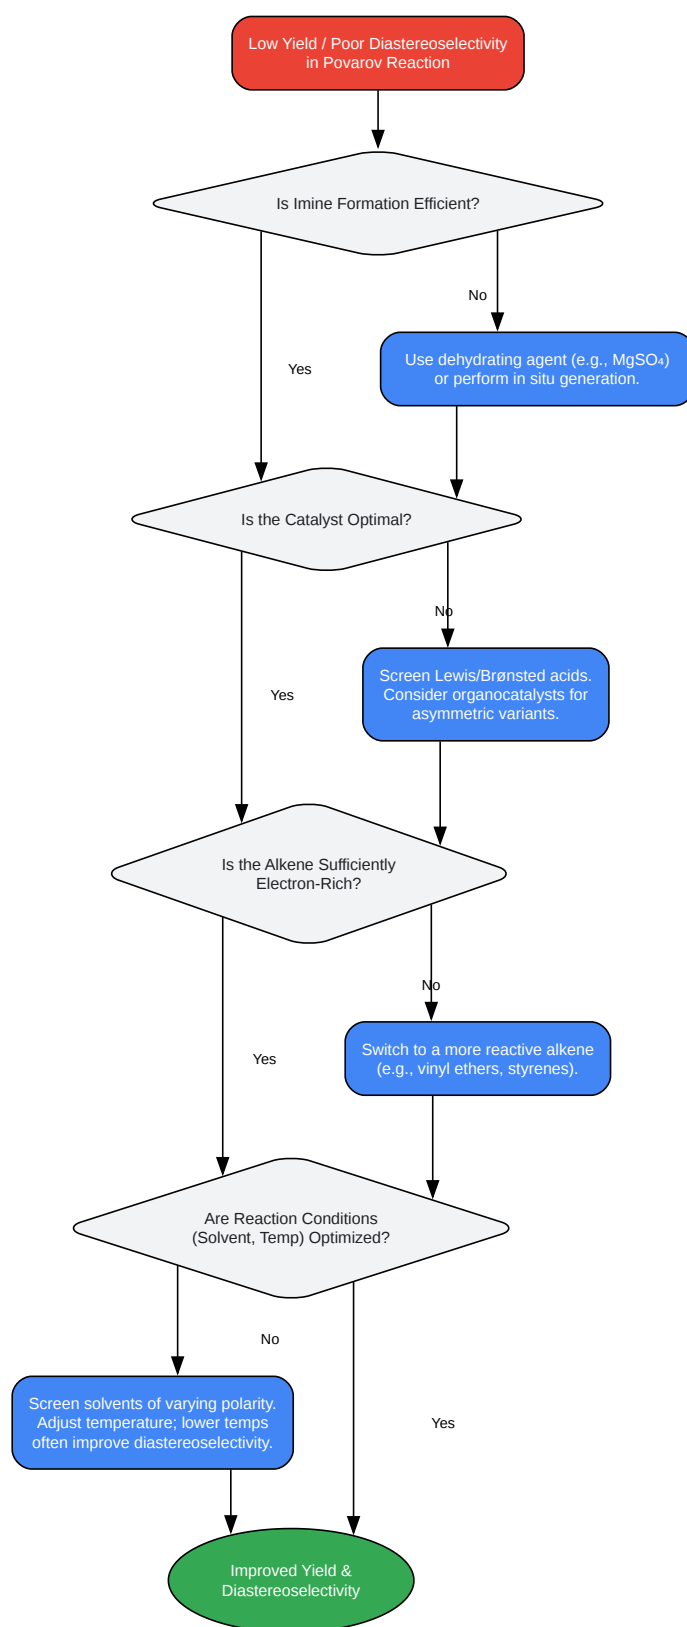 Low Yield / Poor Diastereoselectivity
in Povarov Reaction
Is Imine Formation Efficient?
No
Use dehydrating agent (e.g., MgSO₄)
or perform in situ generation.
Yes
Is the Catalyst Optimal?
No
Screen Lewis/Brønsted acids.
Consider organocatalysts for
asymmetric variants.
Yes
Is the Alkene Sufficiently
Electron-Rich?
No
Switch to a more reactive alkene
(e.g., vinyl ethers, styrenes).
Yes
Are Reaction Conditions
(Solvent, Temp) Optimized?
No
Screen solvents of varying polarity.
Adjust temperature; lower temps
often improve diastereoselectivity.
Yes
Improved Yield &
Diastereoselectivity